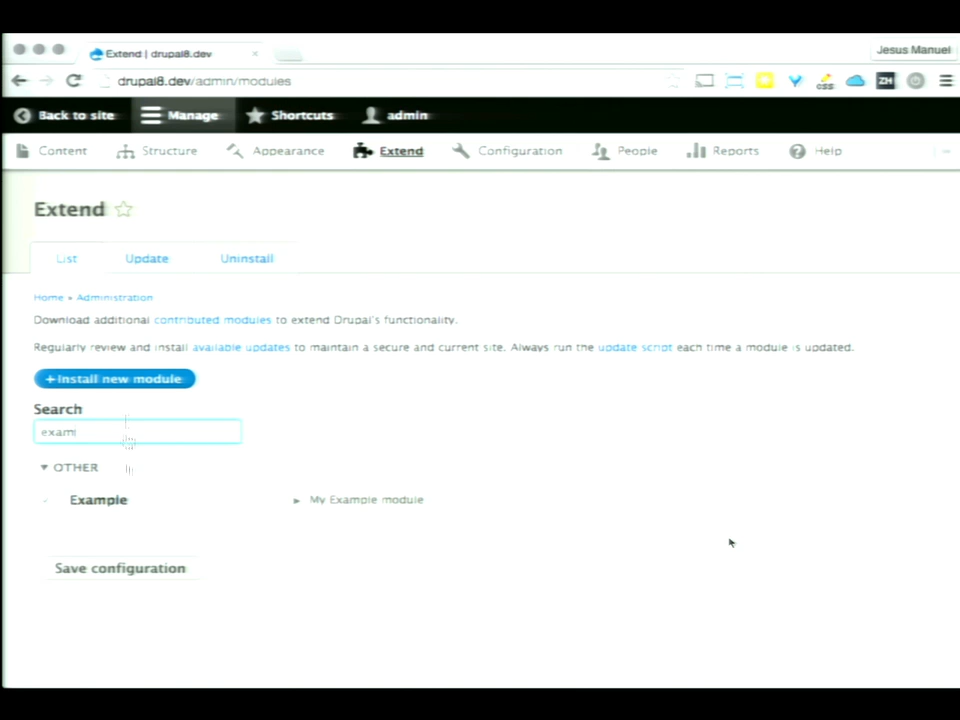 Extend | drupal8.dev
Jesus Manuel
drupal8.dev/admin/modules
css ZH
Back to site Manage Shortcuts admin
Content Structure Appearance Extend Configuration People Reports Help
Extend
List Update Uninstall
Home » Administration
Download additional contributed modules to extend Drupal's functionality.
Regularly review and install available updates to maintain a secure and current site. Always run the update script each time a module is updated.
+Install new module
Search
exami
▼ OTHER
Example ► My Example module
Save configuration